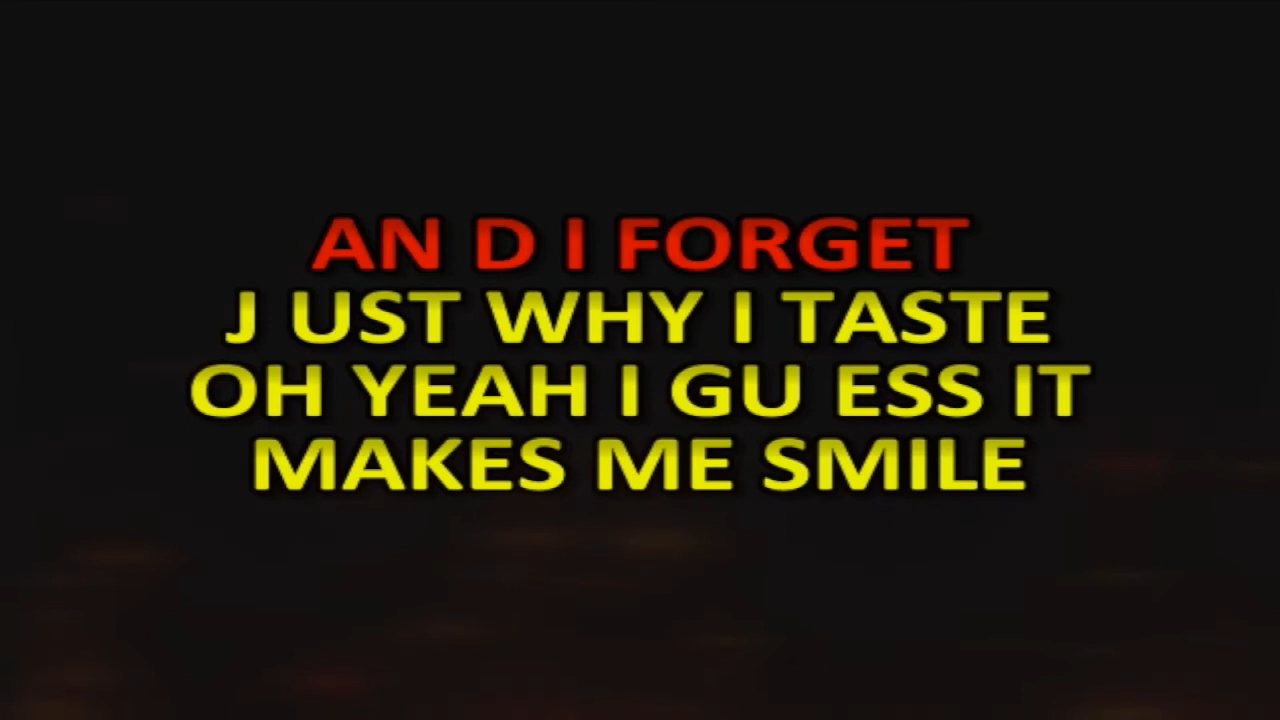 AN D I FORGET
J UST WHY I TASTE
OH YEAH I GU ESS IT
MAKES ME SMILE